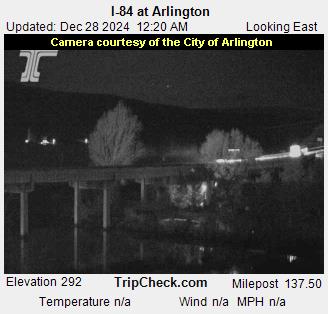 I-84 at Arlington
Updated: Dec 28 2024 12:20 AM Looking East
Camera courtesy of the City of Arlington
Elevation 292 TripCheck.com Milepost 137.50
Temperature n/a Wind n/a MPH n/a